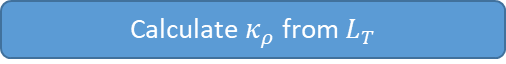 Calculate κρ from LT